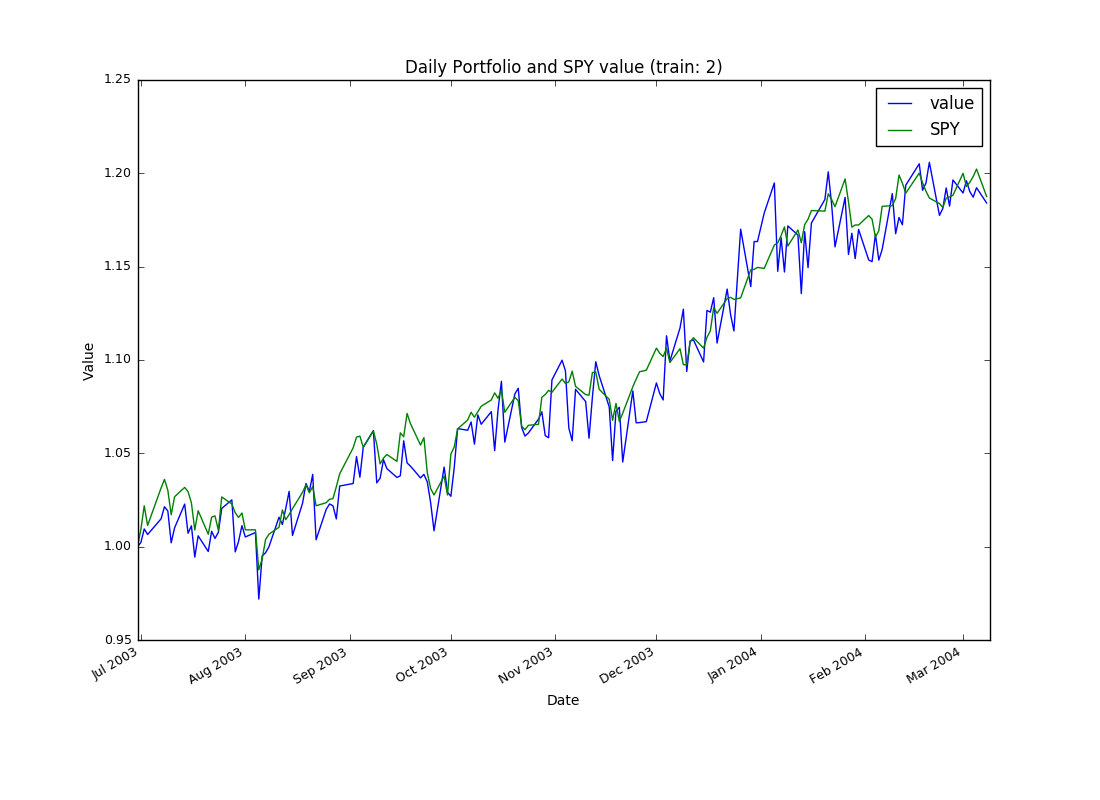 Daily Portfolio and SPY value (train: 2)
1.25
value
SPY
1.20
1.15
1.10
Value
1.05
1.00
0.95
Jul 2003
Aug 2003
Sep 2003
Oct 2003
Nov 2003
Dec 2003
Jan 2004
Feb 2004
Mar 2004
Date